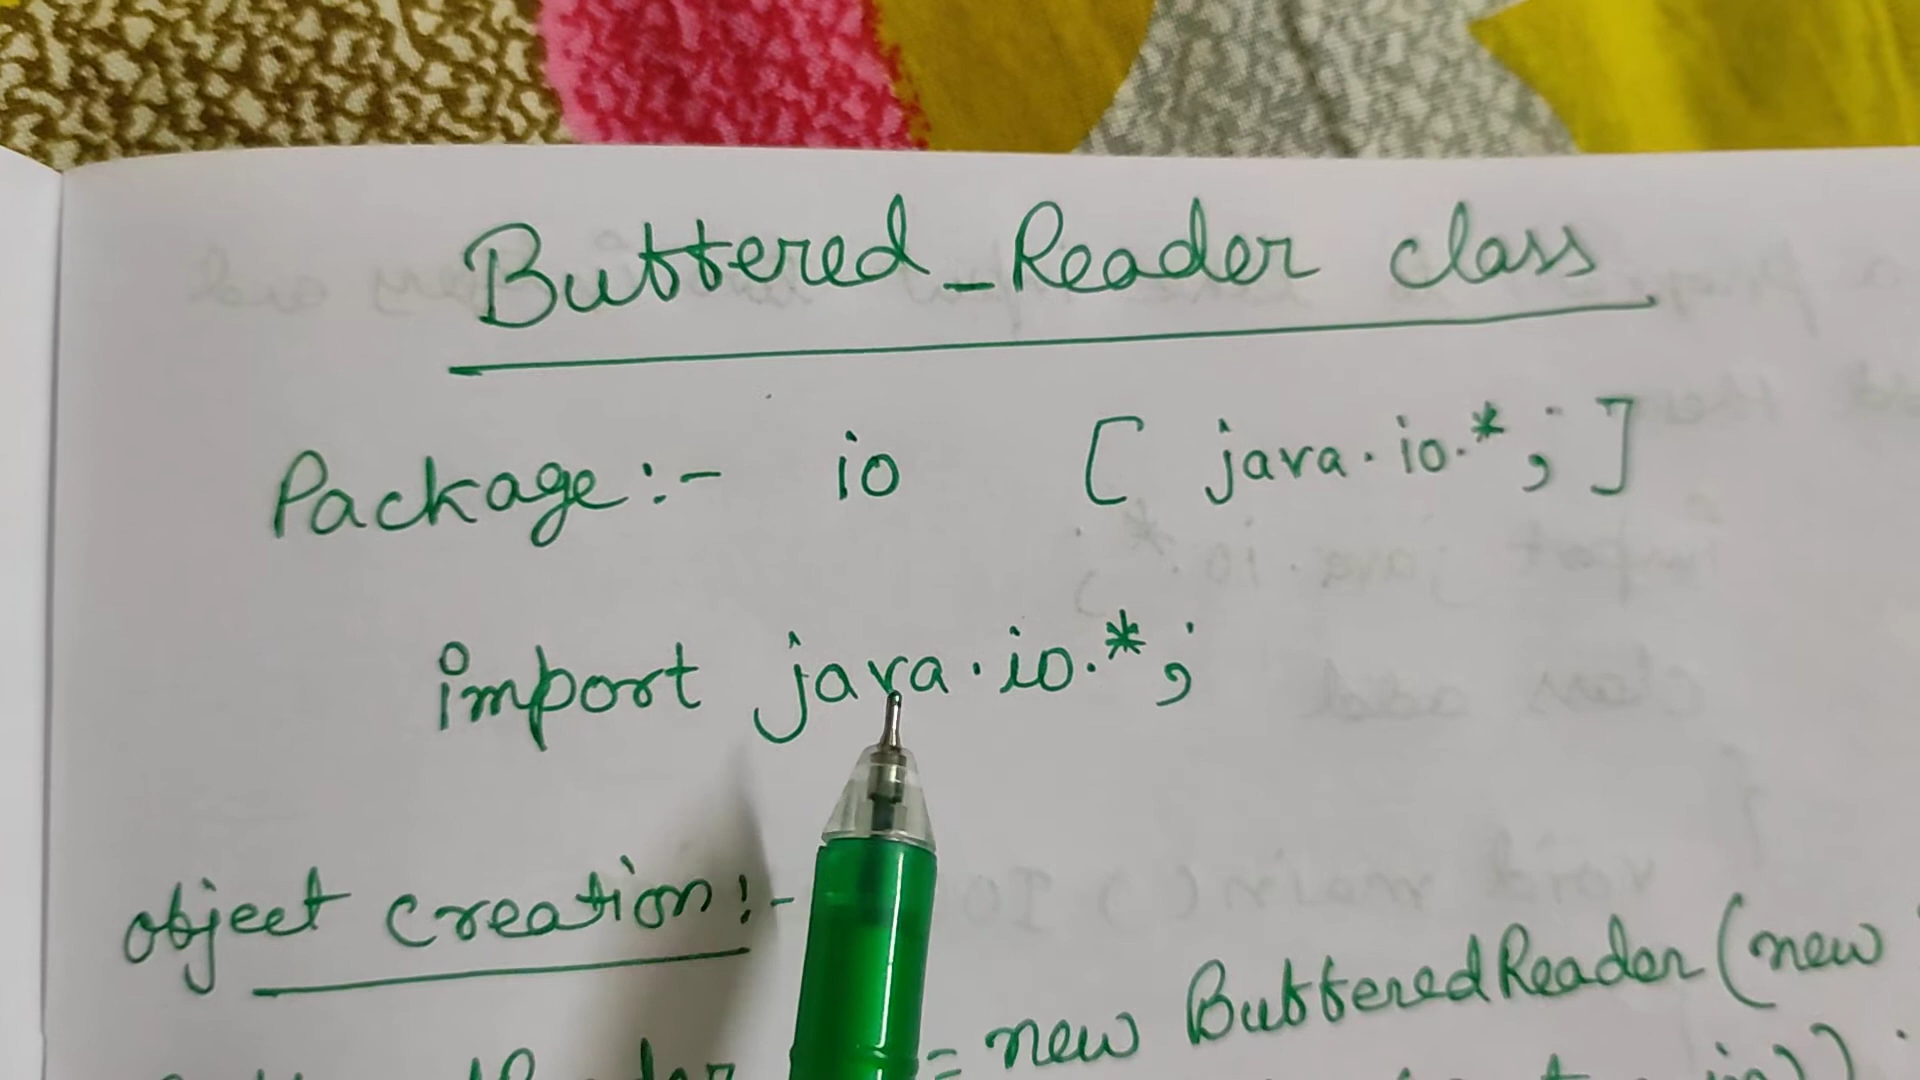 Buffered_Reader class
Package:- io [java.io.*;]
import java.io.*;
object creation:-
= new BufferedReader(new